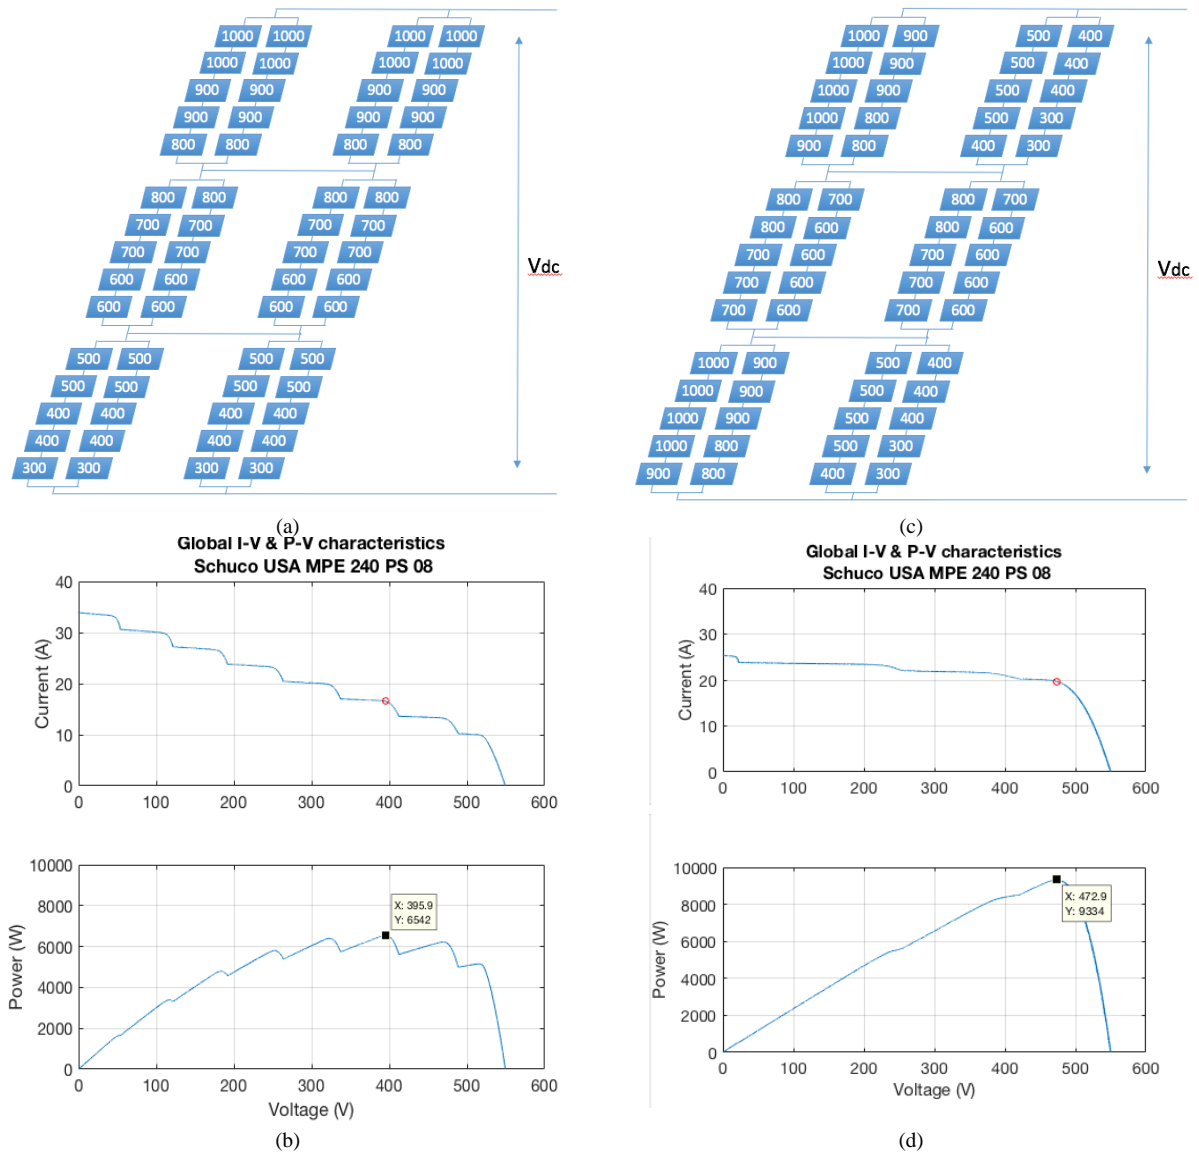 1000 1000 1000 1000
1000 1000 1000 1000
900 900 900 900
900 900 900 900
800 800 800 800
800 800 800 800
700 700 700 700
700 700 700 700
600 600 600 600
600 600 600 600
Vdc
500 500 500 500
500 500 500 500
400 400 400 400
400 400 400 400
300 300 300 300
(a)
Global I-V & P-V characteristics
Schuco USA MPE 240 PS 08
Current (A)
40
30
20
10
0
0 100 200 300 400 500 600
Power (W)
10000
8000
6000
4000
2000
0
X: 395.9
Y: 6542
0 100 200 300 400 500 600
Voltage (V)
(b)
1000 900 500 400
1000 900 500 400
1000 900 500 400
1000 800 500 300
900 800 400 300
800 700 800 700
800 600 800 600
700 600 700 600
700 600 700 600
700 600 700 600
Vdc
1000 900 500 400
1000 900 500 400
1000 900 500 400
1000 800 500 300
900 800 400 300
(c)
Global I-V & P-V characteristics
Schuco USA MPE 240 PS 08
Current (A)
40
30
20
10
0
0 100 200 300 400 500 600
Power (W)
10000
8000
6000
4000
2000
0
X: 472.9
Y: 9334
0 100 200 300 400 500 600
Voltage (V)
(d)